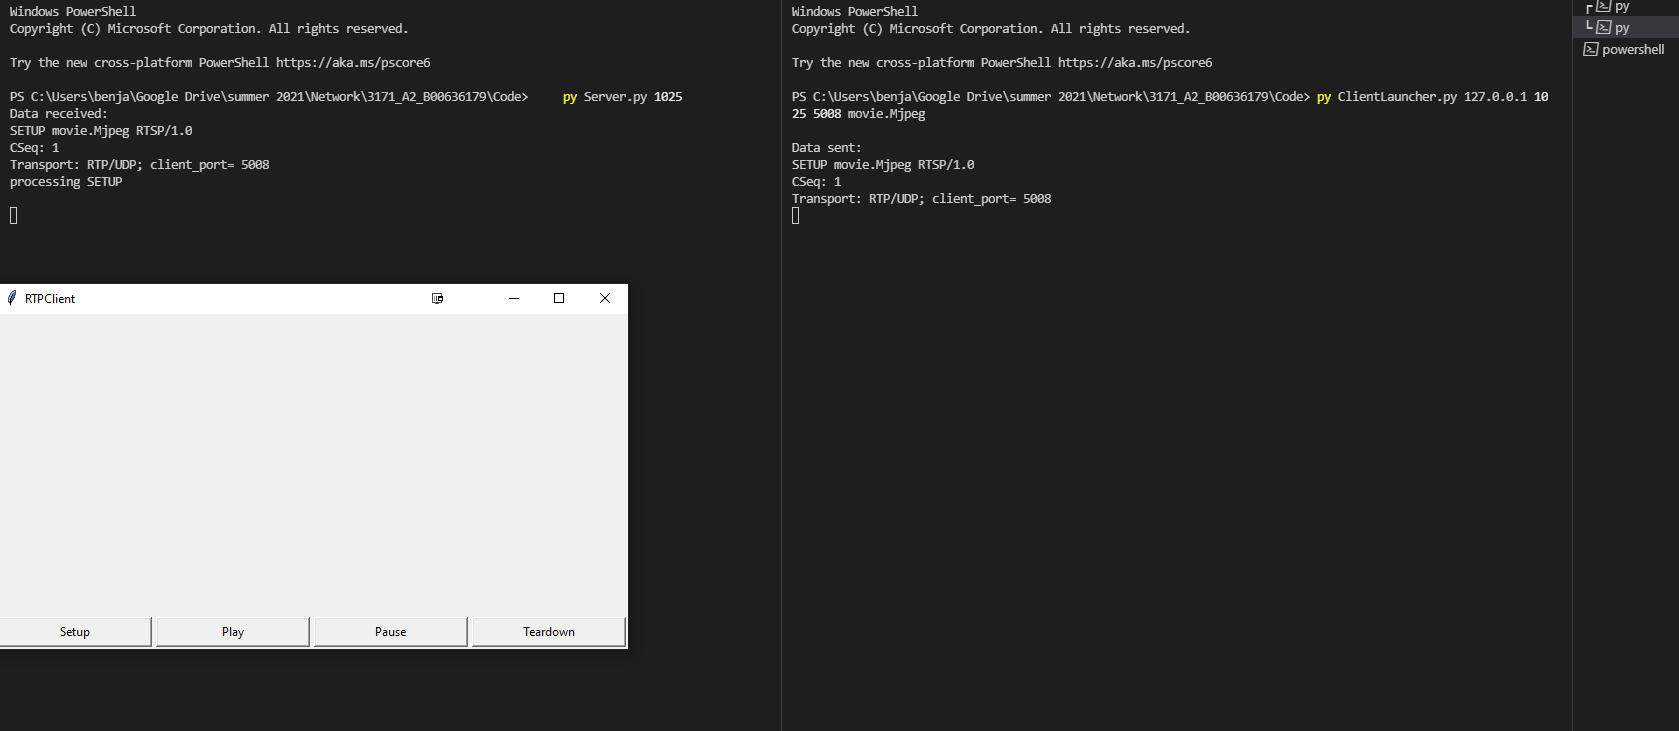 Windows PowerShell
Copyright (C) Microsoft Corporation. All rights reserved.
Try the new cross-platform PowerShell https://aka.ms/pscore6
PS C:\Users\benja\Google Drive\summer 2021\Network\3171_A2_B00636179\Code>     py Server.py 1025
Data received:
SETUP movie.Mjpeg RTSP/1.0
CSeq: 1
Transport: RTP/UDP; client_port= 5008
processing SETUP
RTPClient
Setup
Play
Pause
Teardown
Windows PowerShell
Copyright (C) Microsoft Corporation. All rights reserved.
Try the new cross-platform PowerShell https://aka.ms/pscore6
PS C:\Users\benja\Google Drive\summer 2021\Network\3171_A2_B00636179\Code> py ClientLauncher.py 127.0.0.1 10
25 5008 movie.Mjpeg
Data sent:
SETUP movie.Mjpeg RTSP/1.0
CSeq: 1
Transport: RTP/UDP; client_port= 5008
py
py
powershell